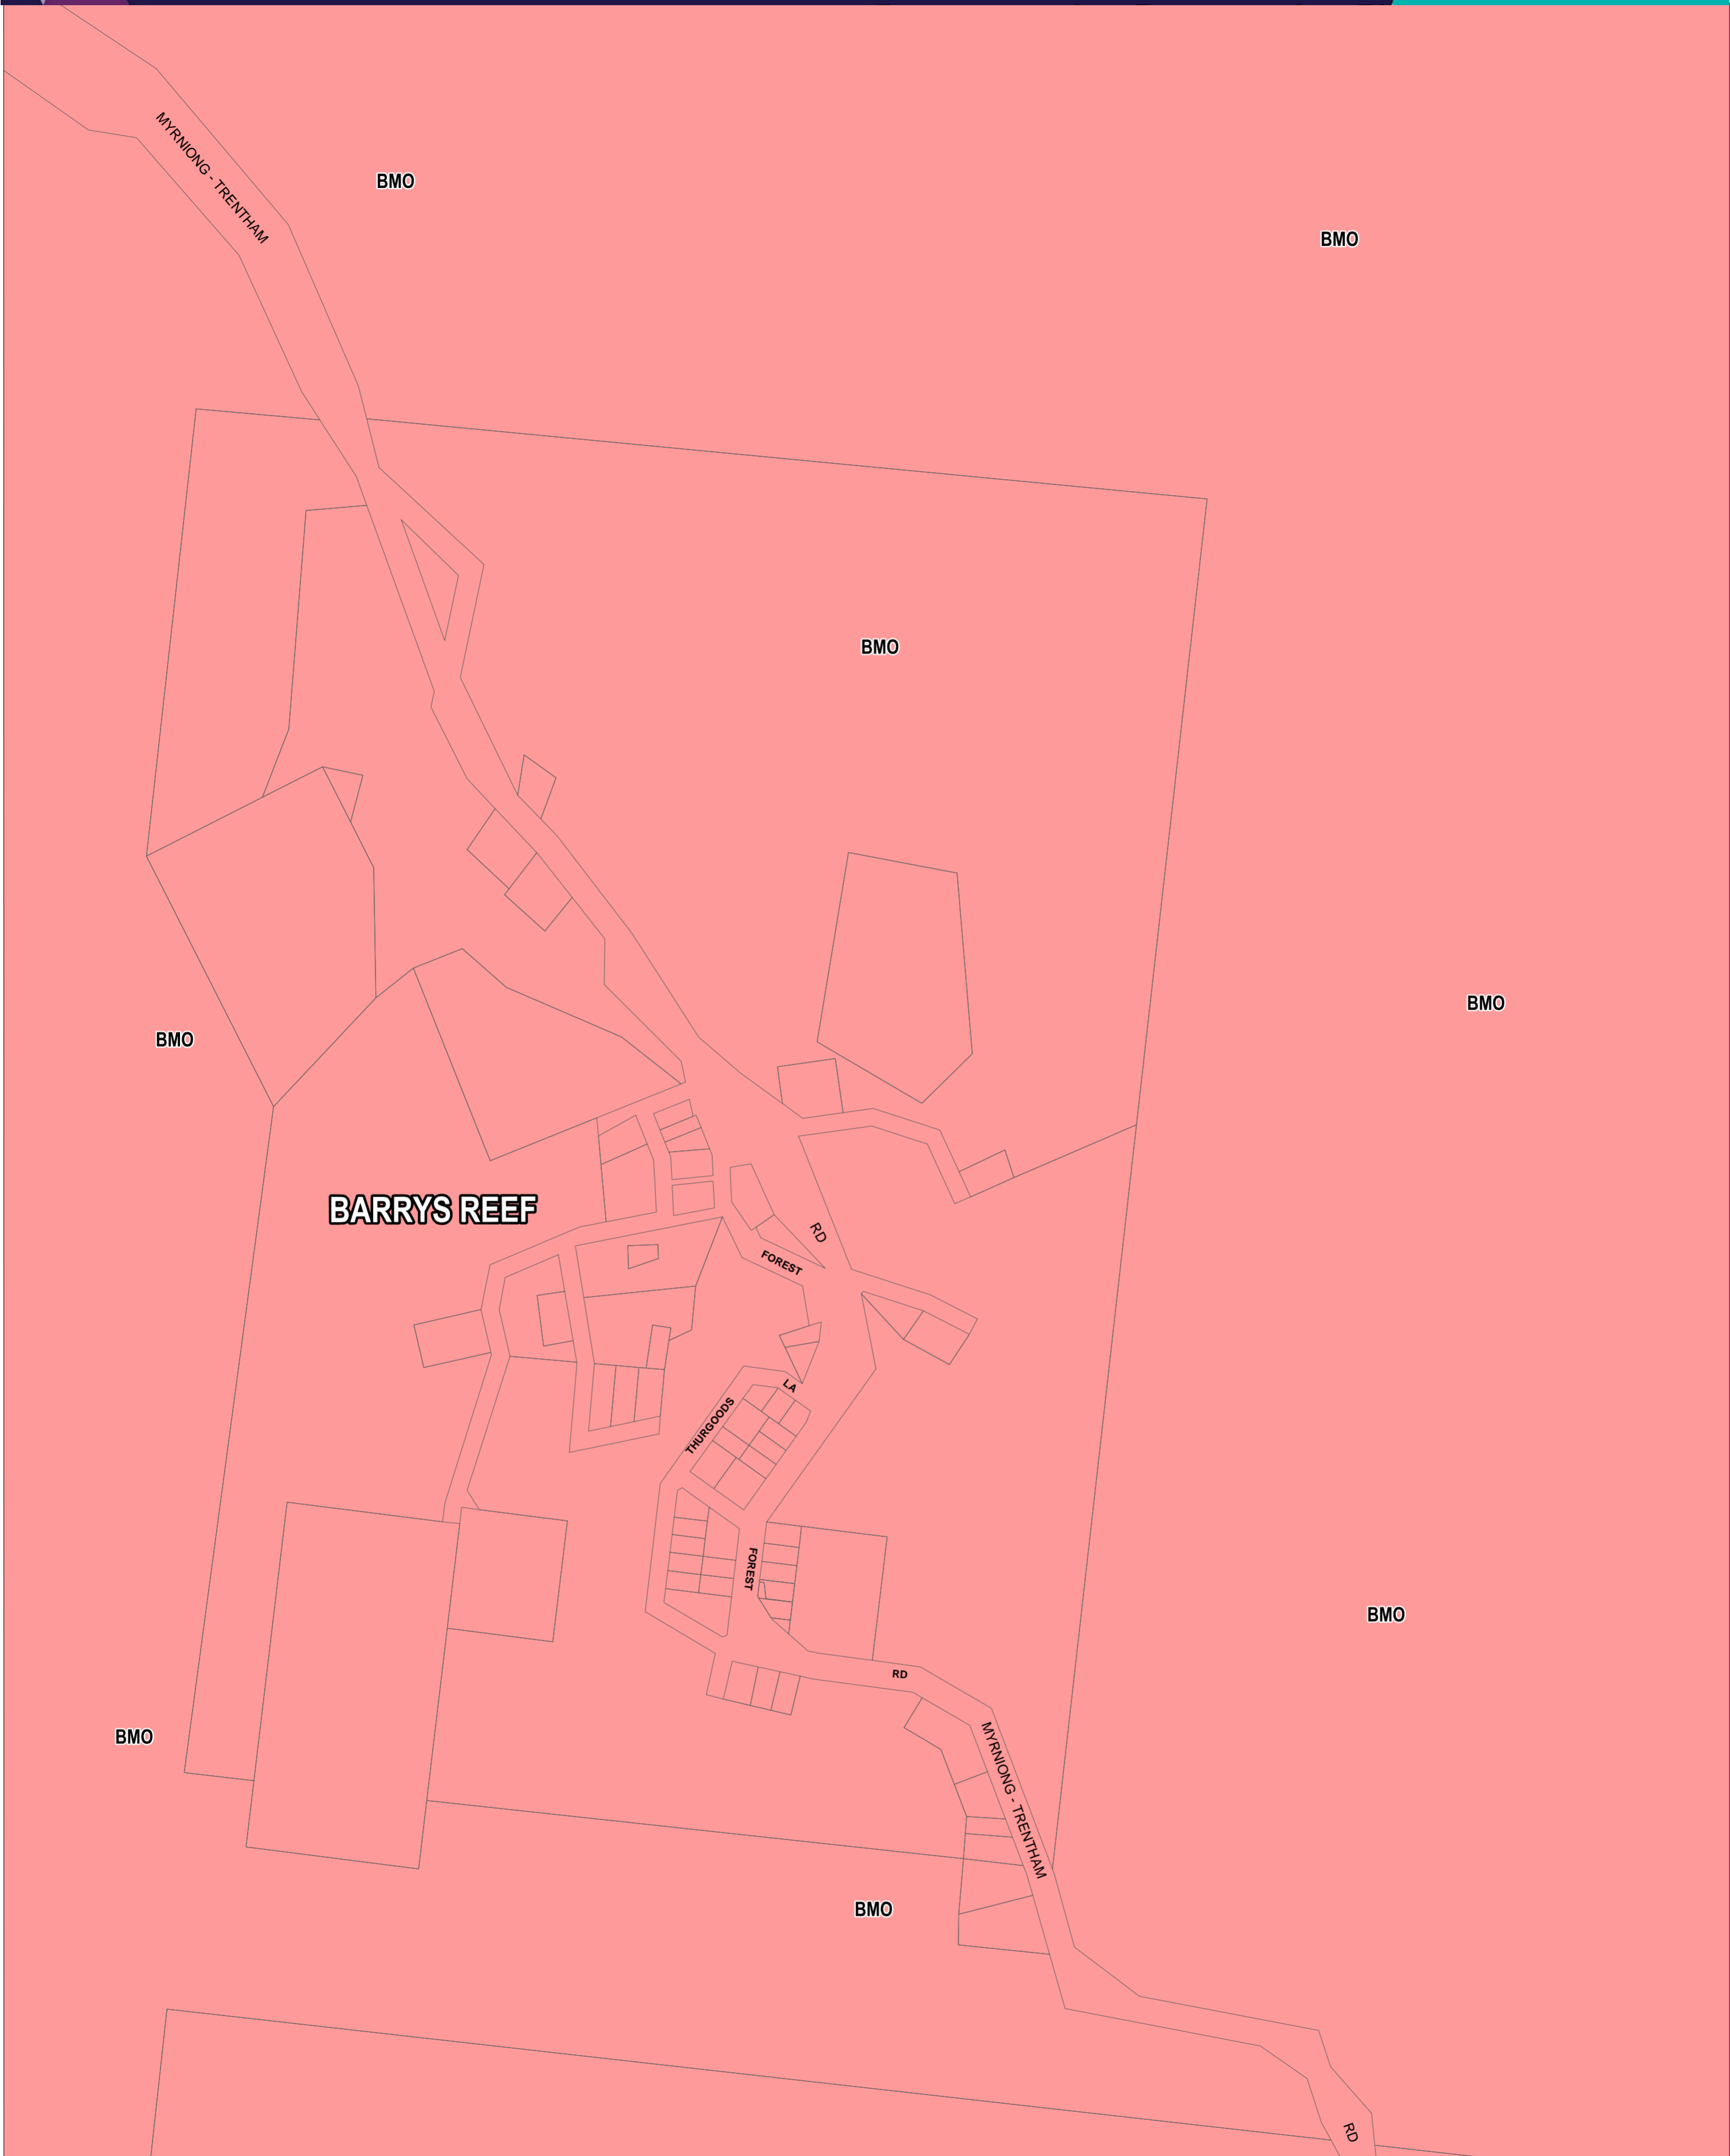 MYRNIONG - TRENTHAM
BMO
BMO
BMO
BMO
BMO
BARRYS REEF
RD
FOREST
LA
THURGOODS
FOREST
BMO
RD
BMO
MYRNIONG - TRENTHAM
BMO
RD